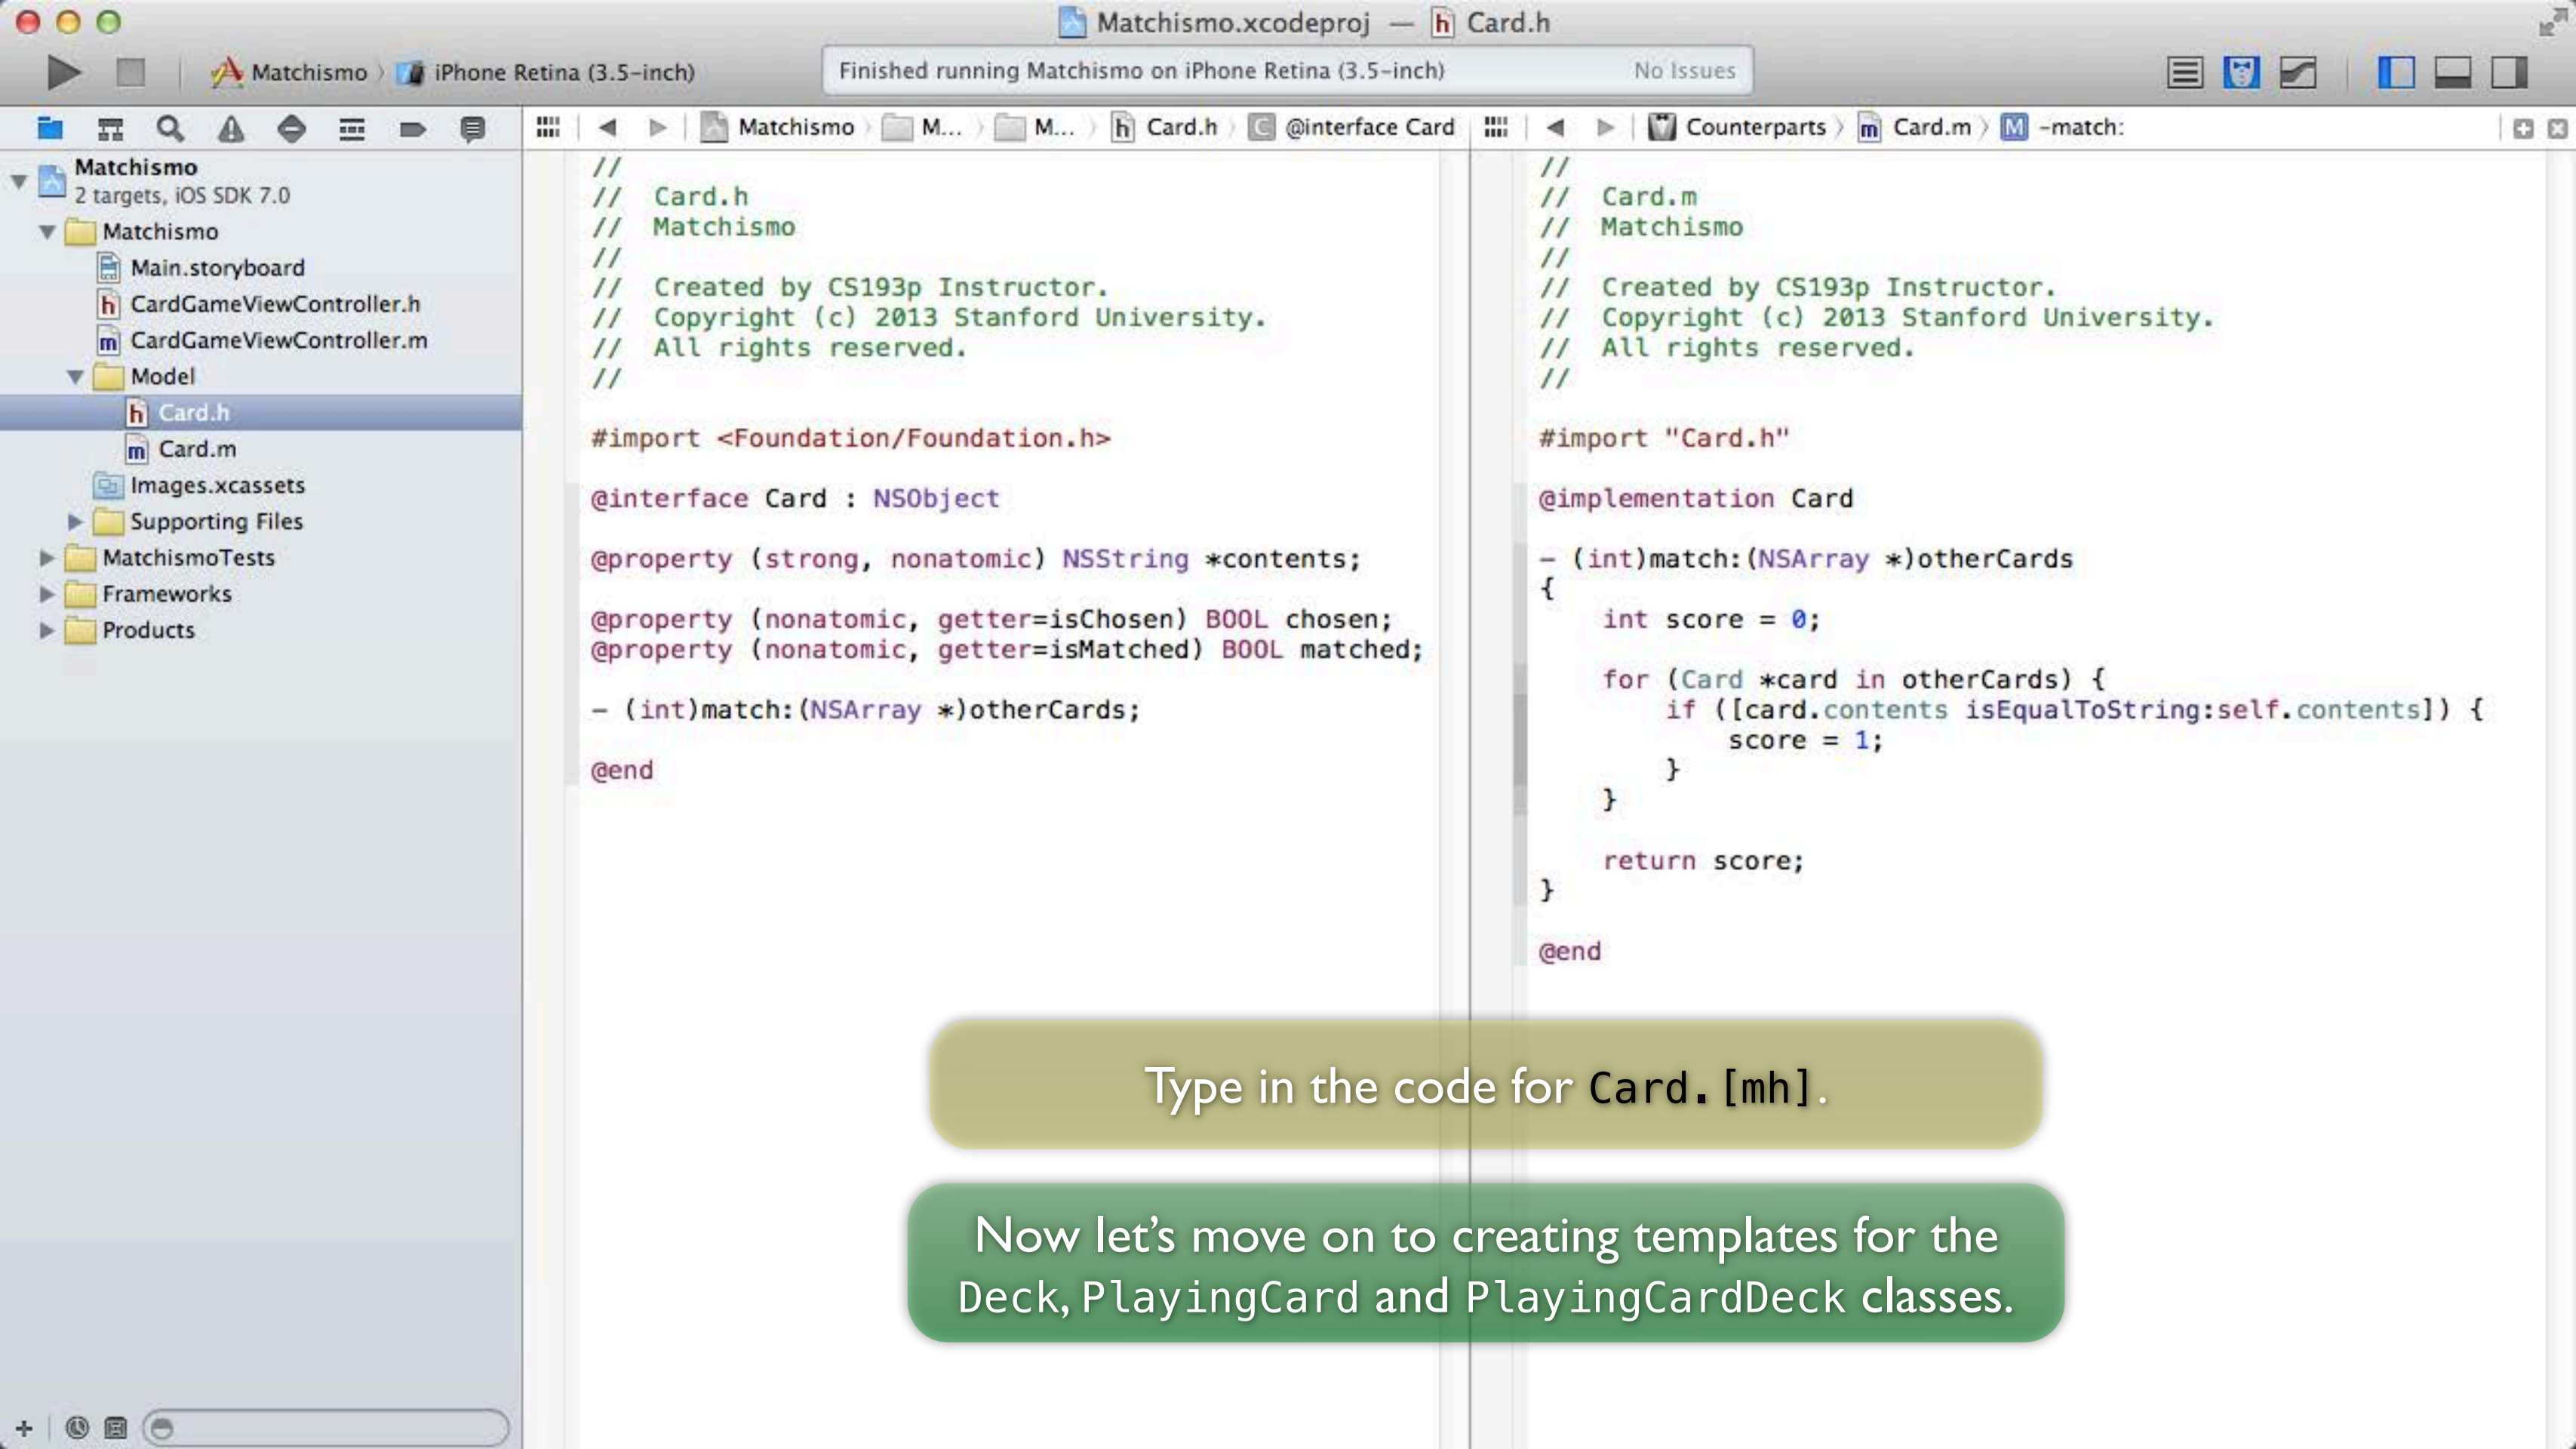 Matchismo.xcodeproj — h Card.h
Matchismo 〉 iPhone Retina (3.5-inch)
Finished running Matchismo on iPhone Retina (3.5-inch) No Issues
Matchismo 〉 M... 〉 M... 〉 h Card.h 〉 C @interface Card
Counterparts 〉 m Card.m 〉 M -match:
Matchismo
2 targets, iOS SDK 7.0
Matchismo
Main.storyboard
h CardGameViewController.h
m CardGameViewController.m
Model
h Card.h
m Card.m
Images.xcassets
Supporting Files
MatchismoTests
Frameworks
Products
//
//  Card.h
//  Matchismo
//
//  Created by CS193p Instructor.
//  Copyright (c) 2013 Stanford University.
//  All rights reserved.
//
#import <Foundation/Foundation.h>
@interface Card : NSObject
@property (strong, nonatomic) NSString *contents;
@property (nonatomic, getter=isChosen) BOOL chosen;
@property (nonatomic, getter=isMatched) BOOL matched;
- (int)match:(NSArray *)otherCards;
@end
//
//  Card.m
//  Matchismo
//
//  Created by CS193p Instructor.
//  Copyright (c) 2013 Stanford University.
//  All rights reserved.
//
#import "Card.h"
@implementation Card
- (int)match:(NSArray *)otherCards
{
    int score = 0;
    for (Card *card in otherCards) {
        if ([card.contents isEqualToString:self.contents]) {
            score = 1;
        }
    }
    return score;
}
@end
Type in the code for Card.[mh].
Now let's move on to creating templates for the
Deck, PlayingCard and PlayingCardDeck classes.